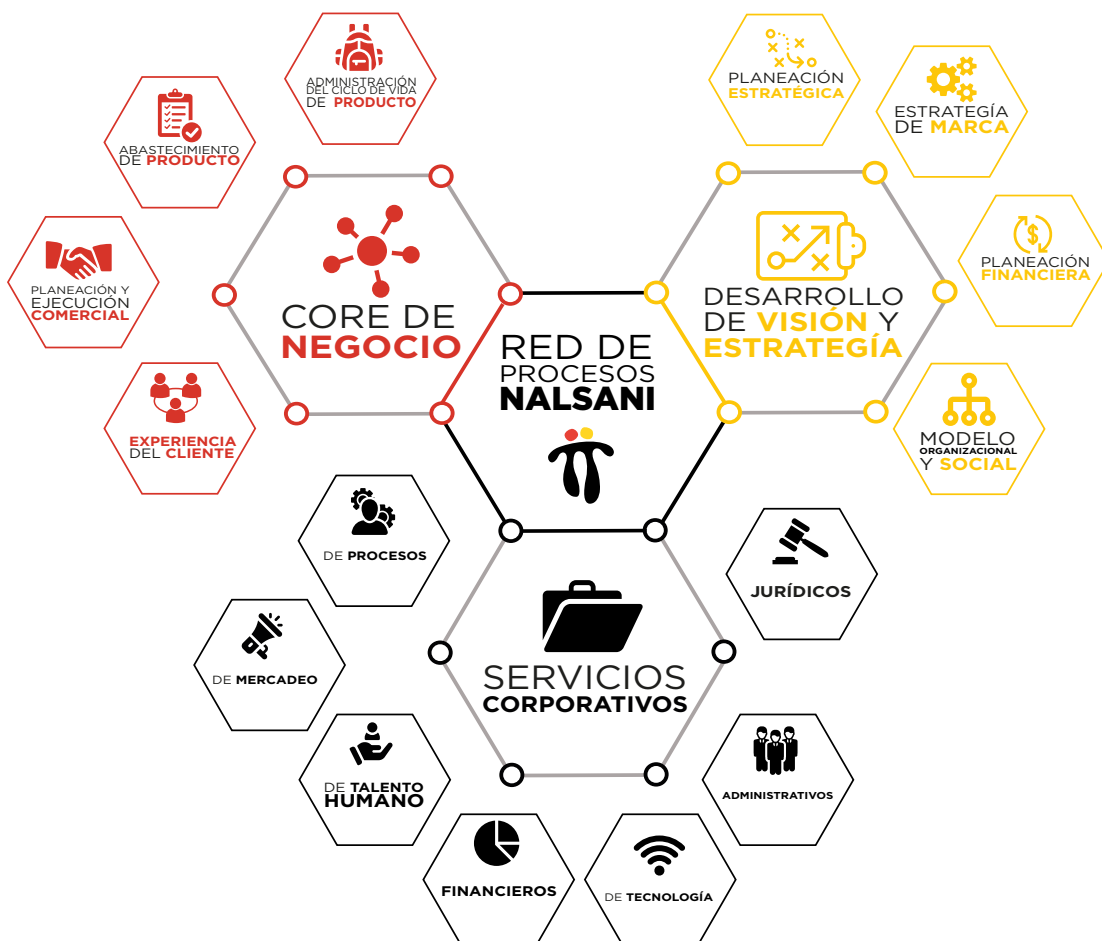 ADMINISTRACIÓN
DEL CICLO DE VIDA
DE PRODUCTO
ABASTECIMIENTO
DE PRODUCTO
PLANEACIÓN Y
EJECUCIÓN
COMERCIAL
EXPERIENCIA
DEL CLIENTE
CORE DE
NEGOCIO
PLANEACIÓN
ESTRATÉGICA
ESTRATEGÍA
DE MARCA
PLANEACIÓN
FINANCIERA
MODELO
ORGANIZACIONAL
Y SOCIAL
DESARROLLO
DE VISIÓN Y
ESTRATEGÍA
RED DE
PROCESOS
NALSANI
SERVICIOS
CORPORATIVOS
DE PROCESOS
DE MERCADEO
DE TALENTO
HUMANO
FINANCIEROS
DE TECNOLOGÍA
ADMINISTRATIVOS
JURÍDICOS